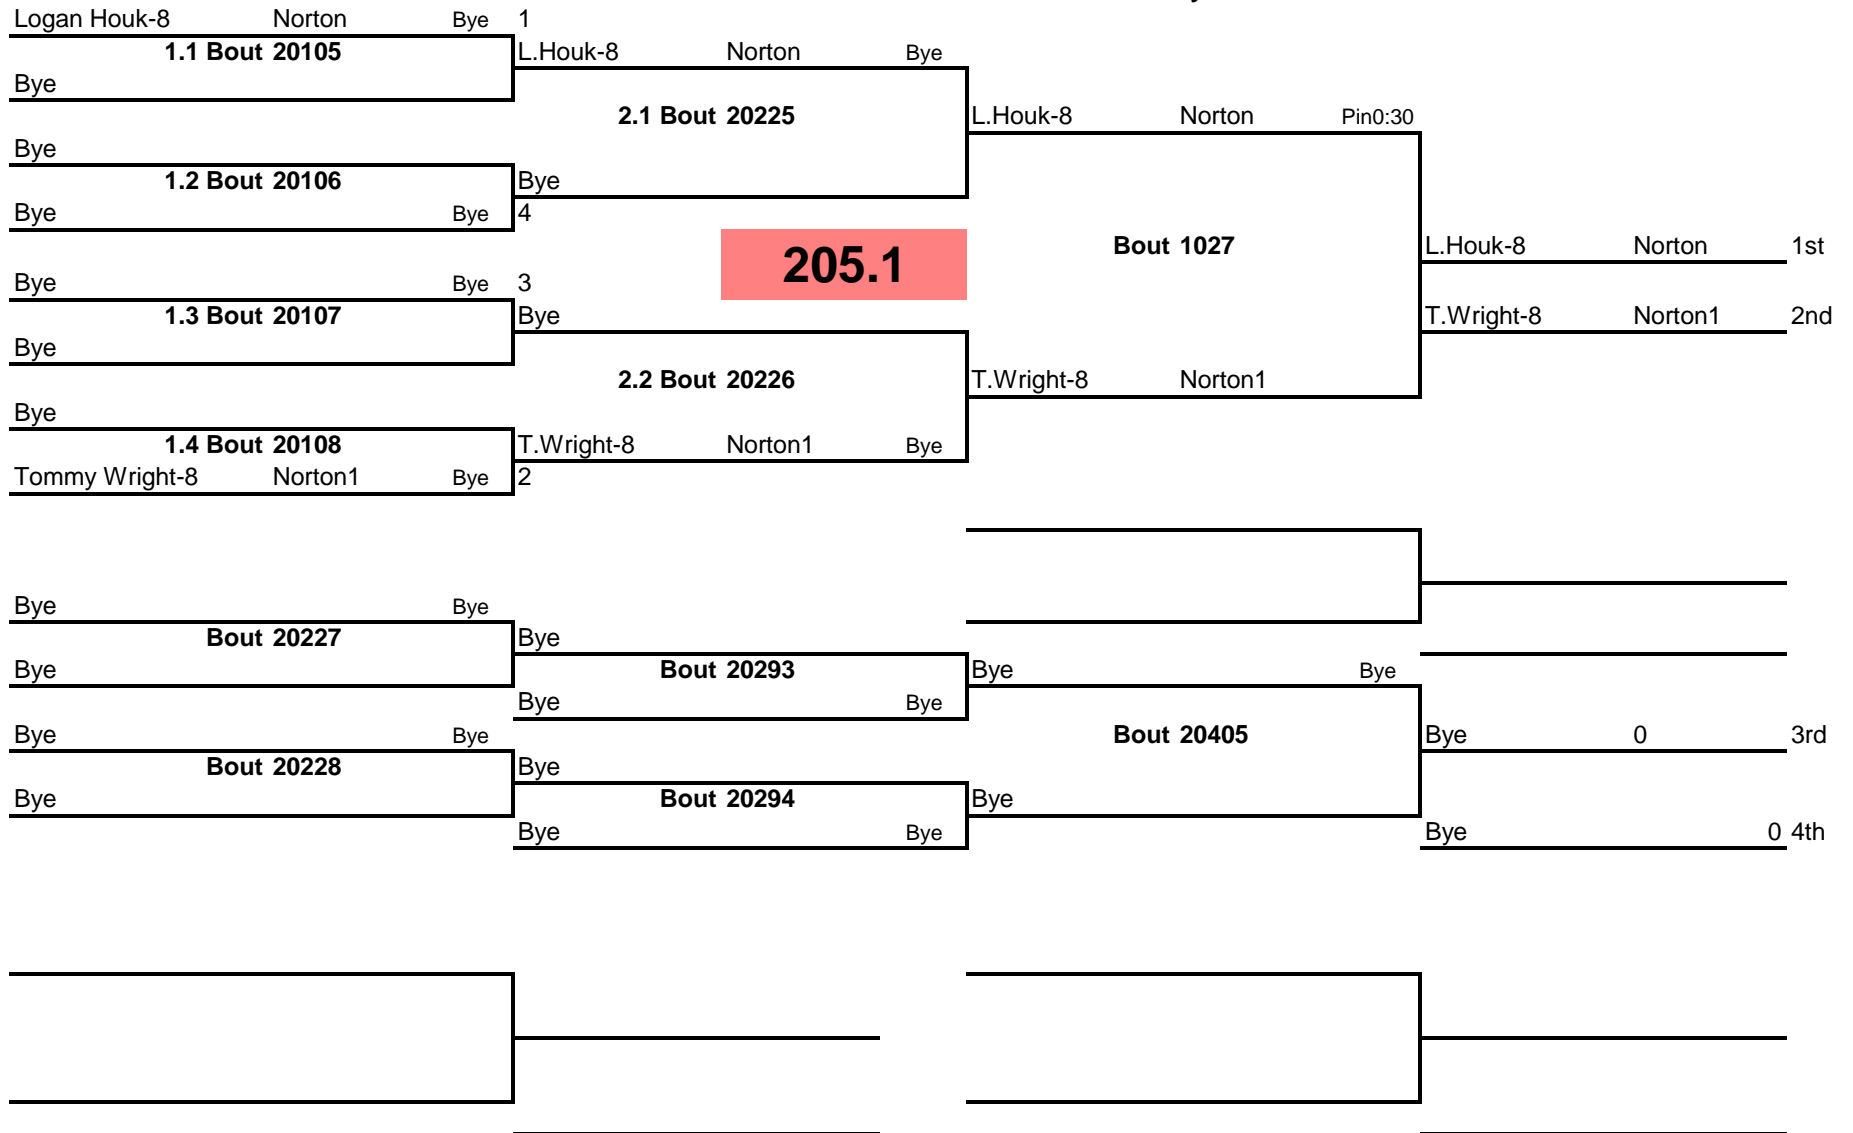 Logan Houk-8 Norton Bye 1
1.1 Bout 20105 L.Houk-8 Norton Bye
Bye
2.1 Bout 20225 L.Houk-8 Norton Pin0:30
Bye
1.2 Bout 20106 Bye
Bye Bye 4
205.1 Bout 1027 L.Houk-8 Norton 1st
Bye Bye 3
1.3 Bout 20107 Bye T.Wright-8 Norton1 2nd
Bye
2.2 Bout 20226 T.Wright-8 Norton1
Bye
1.4 Bout 20108 T.Wright-8 Norton1 Bye
Tommy Wright-8 Norton1 Bye 2
Bye Bye
Bout 20227 Bye
Bye Bout 20293 Bye Bye
Bye Bye
Bye Bye Bout 20405 Bye 0 3rd
Bout 20228 Bye
Bye Bout 20294 Bye
Bye Bye Bye 0 4th